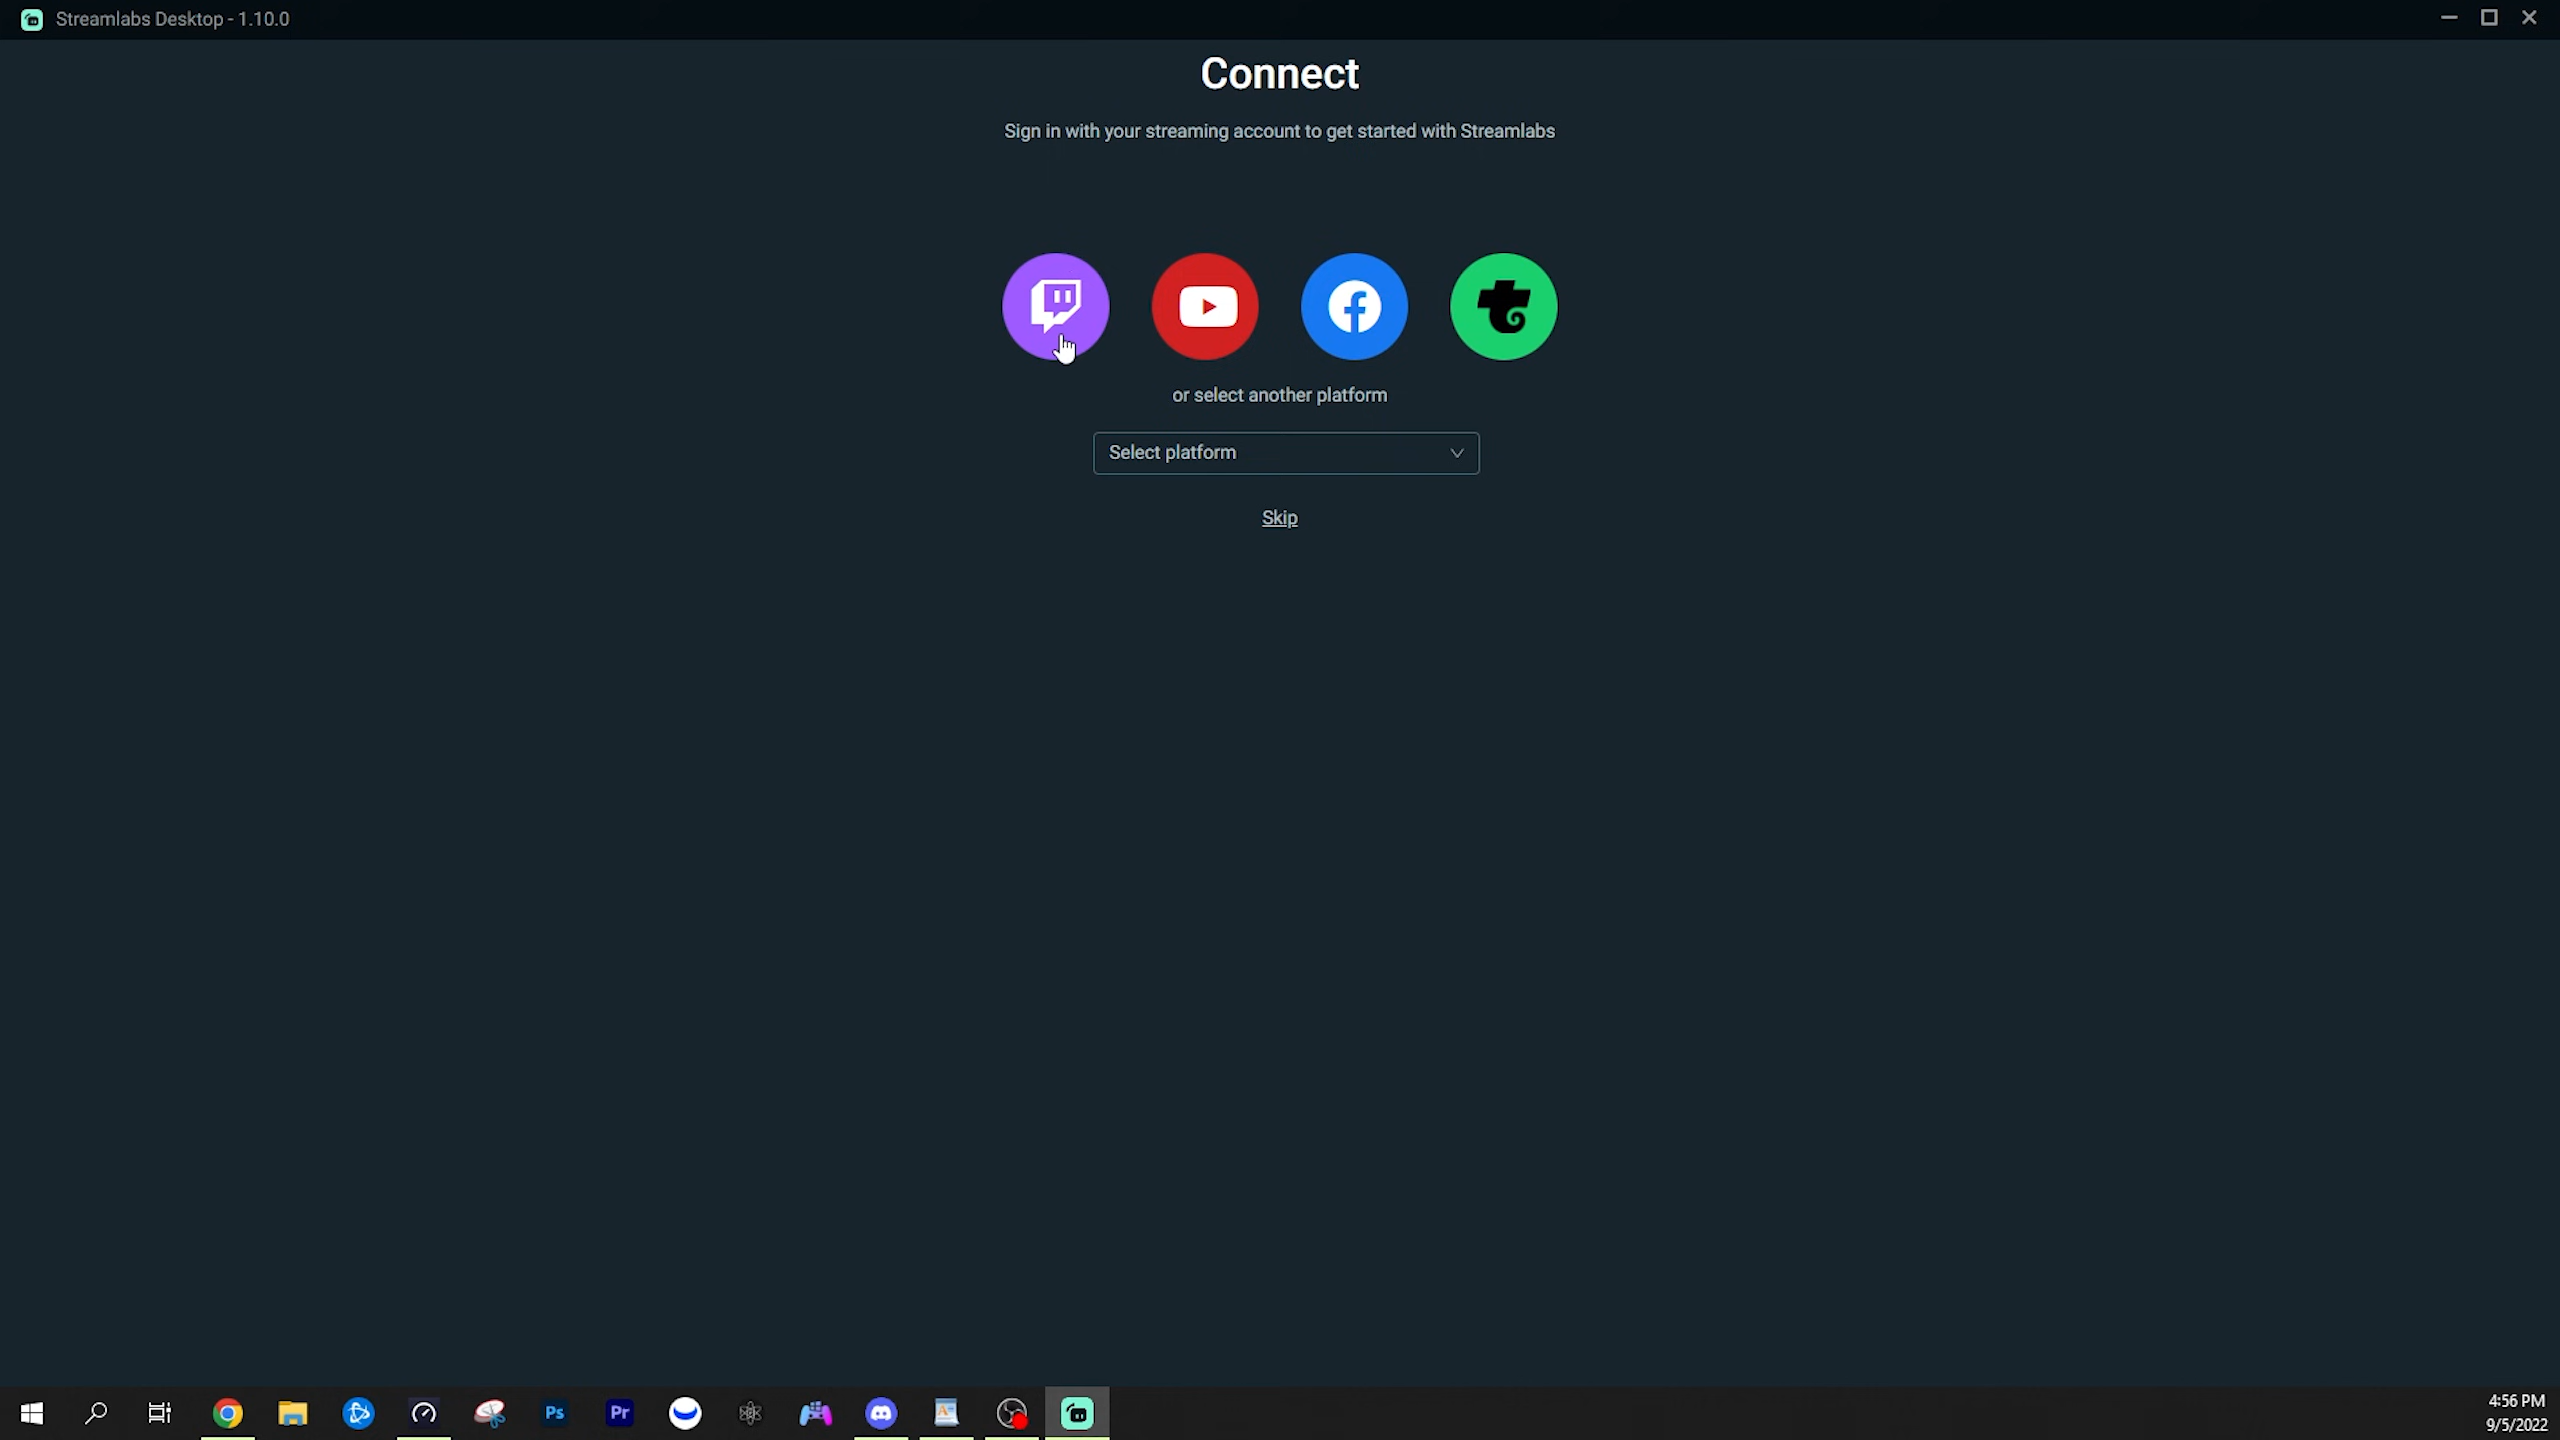 Streamlabs Desktop - 1.10.0
Connect
Sign in with your streaming account to get started with Streamlabs
or select another platform
Select platform
Skip
Ps
Pr
4:56 PM
9/5/2022